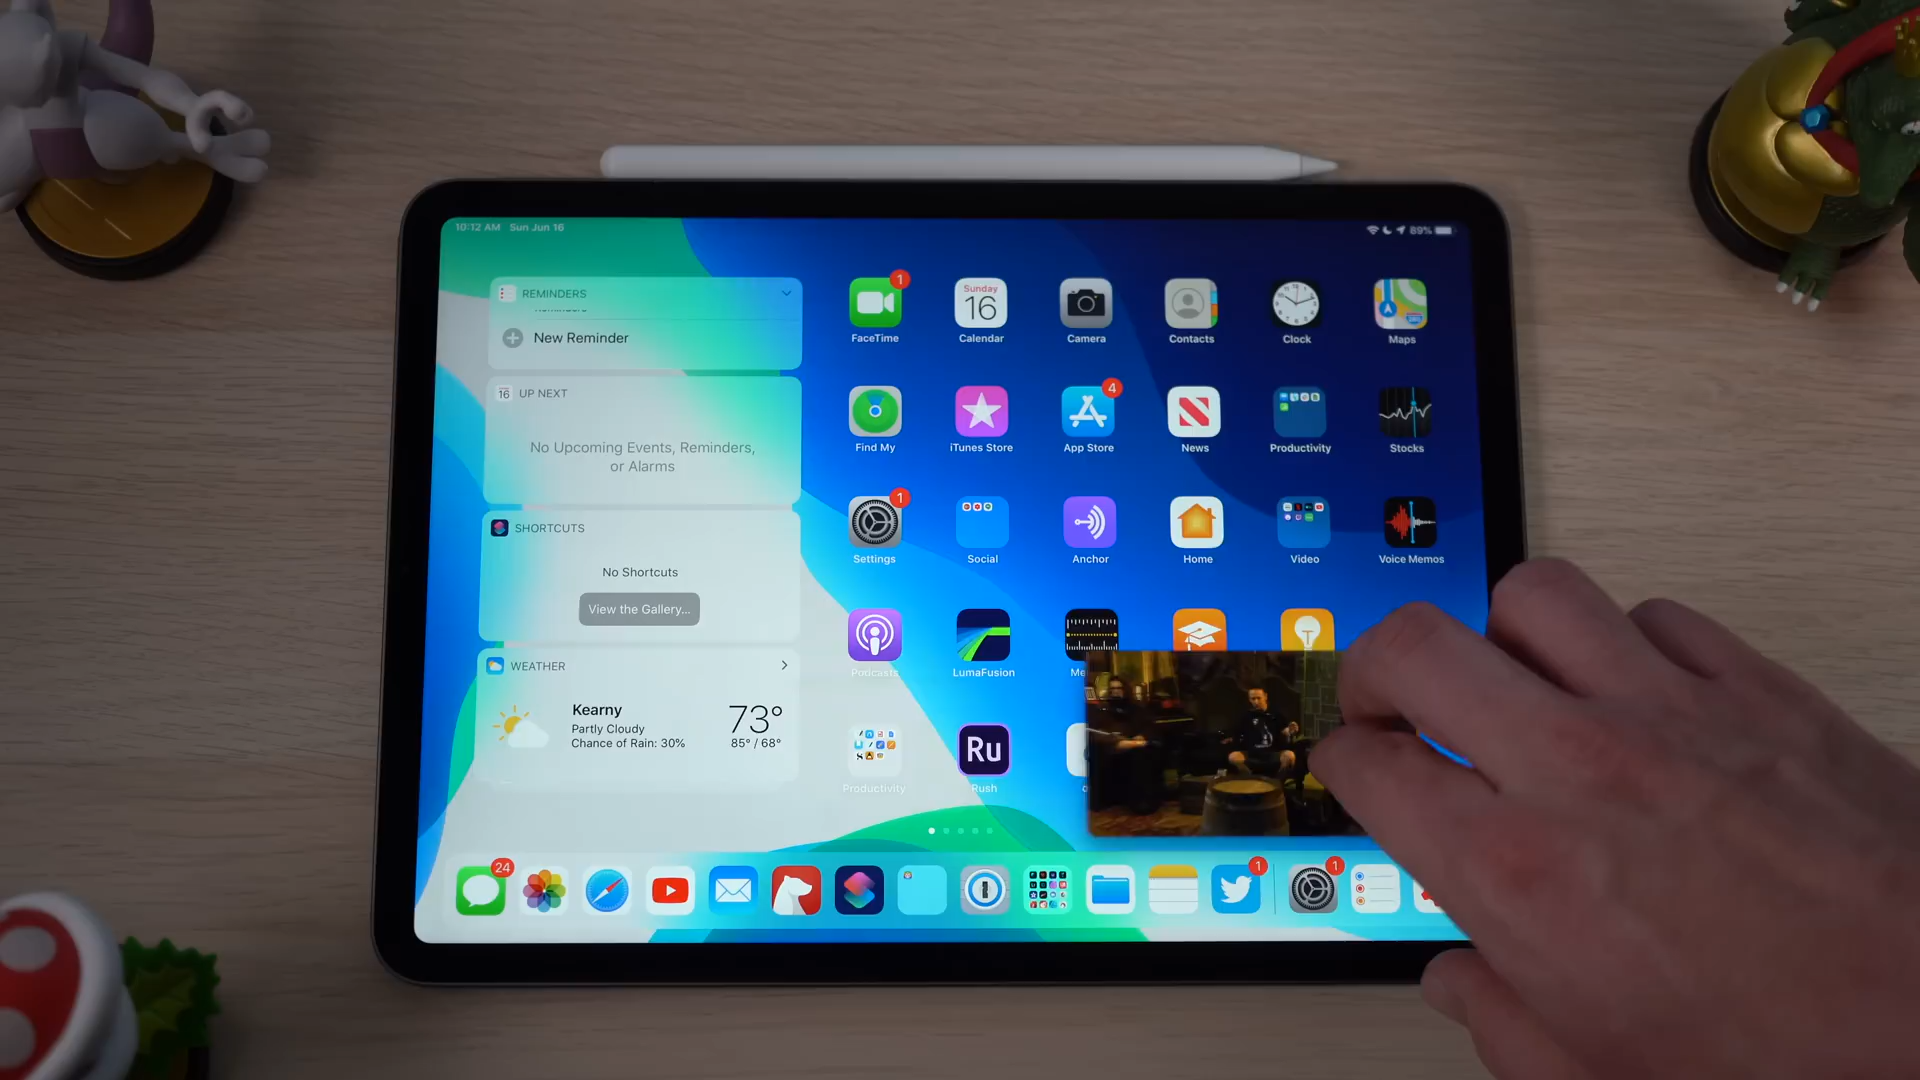 10:12 AM Sun Jun 16
89%
REMINDERS
New Reminder
16 UP NEXT
No Upcoming Events, Reminders,
or Alarms
SHORTCUTS
No Shortcuts
View the Gallery...
WEATHER
Kearny
Partly Cloudy
Chance of Rain: 30%
73°
85° / 68°
1
Sunday
16
FaceTime
Calendar
Camera
Contacts
Clock
Maps
4
Find My
iTunes Store
App Store
News
Productivity
Stocks
1
Settings
Social
Anchor
Home
Video
Voice Memos
Podcasts
LumaFusion
Me
Ru
Productivity
Rush
24
1
1